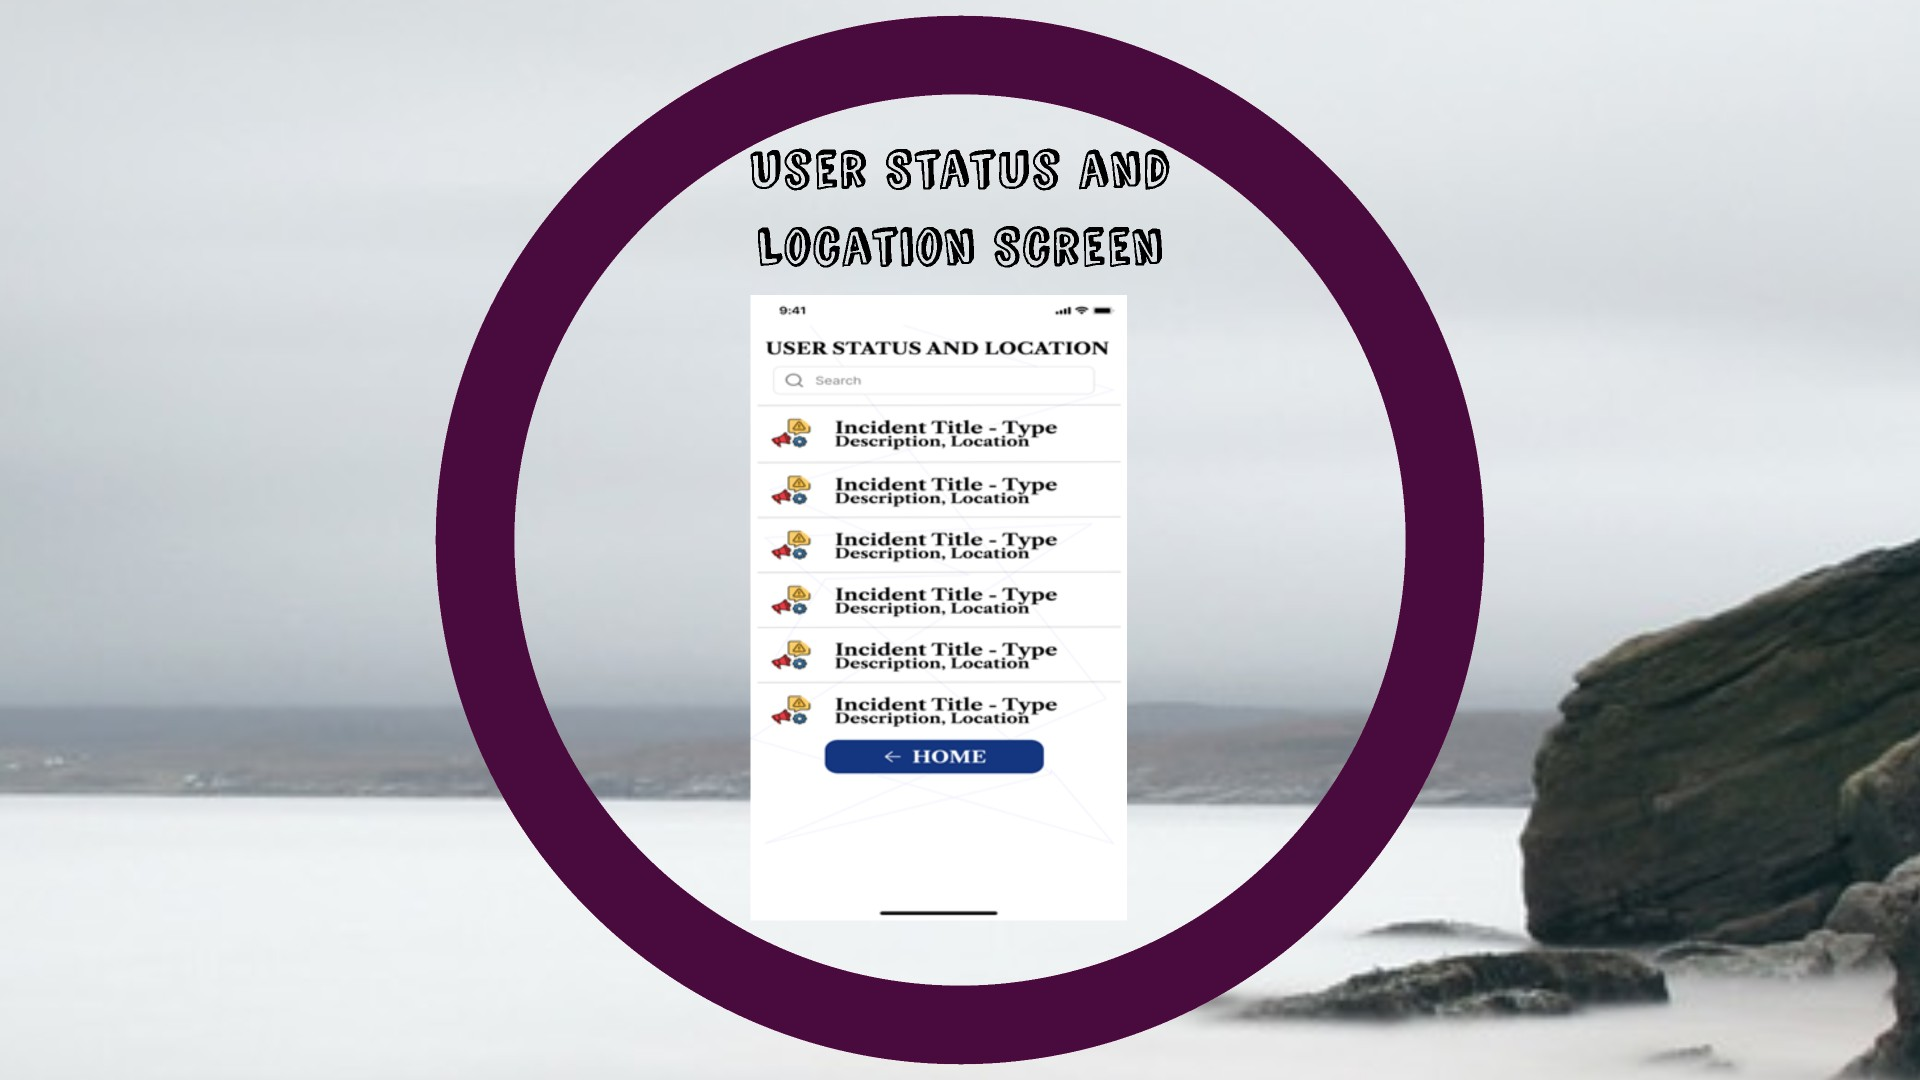 USER STATUS AND
LOCATION SCREEN
9:41
USER STATUS AND LOCATION
Search
Incident Title - Type
Description, Location
Incident Title - Type
Description, Location
Incident Title - Type
Description, Location
Incident Title - Type
Description, Location
Incident Title - Type
Description, Location
Incident Title - Type
Description, Location
← HOME